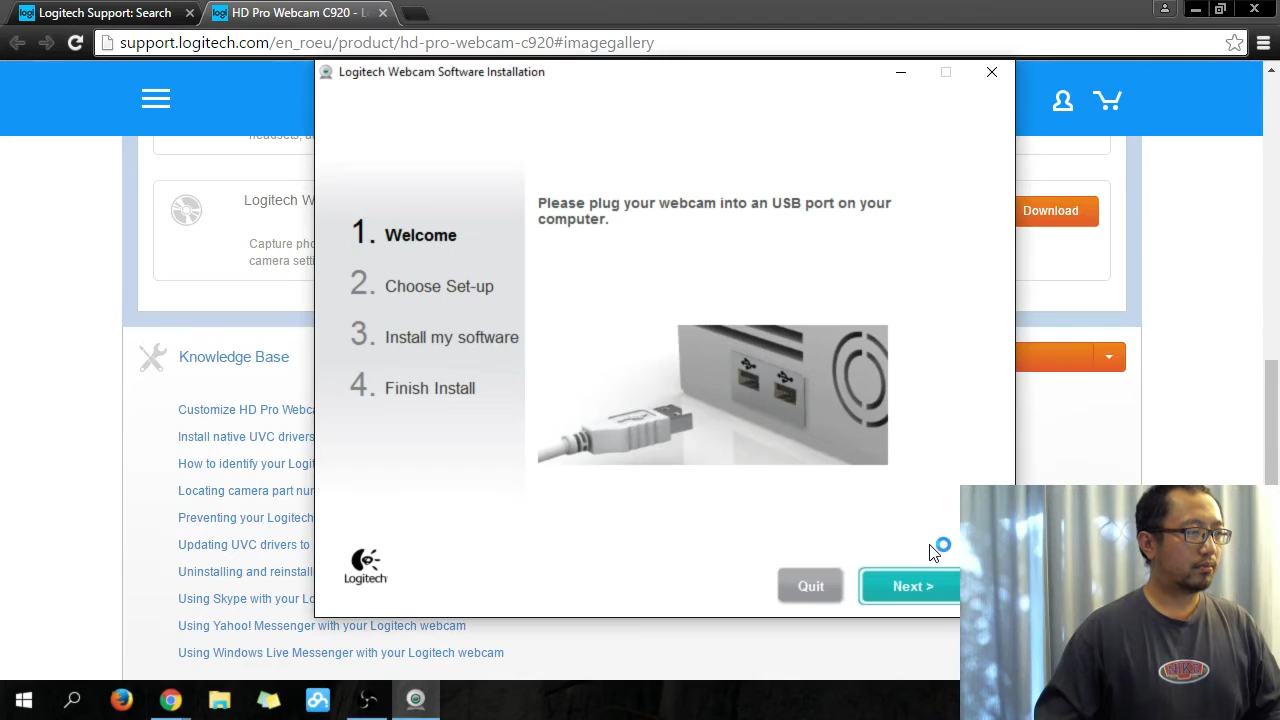 Logitech Support: Search
HD Pro Webcam C920 - L
support.logitech.com/en_roeu/product/hd-pro-webcam-c920#imagegallery
Logitech Webcam Software Installation
headsets, a
Logitech W
Capture pho
camera setti
Download
Please plug your webcam into an USB port on your
computer.
1. Welcome
2. Choose Set-up
3. Install my software
4. Finish Install
Logitech
Quit
Next >
Knowledge Base
Customize HD Pro Webca
Install native UVC drivers
How to identify your Logit
Locating camera part nur
Preventing your Logitech
Updating UVC drivers to
Uninstalling and reinstall
Using Skype with your Lo
Using Yahoo! Messenger with your Logitech webcam
Using Windows Live Messenger with your Logitech webcam
NIKE